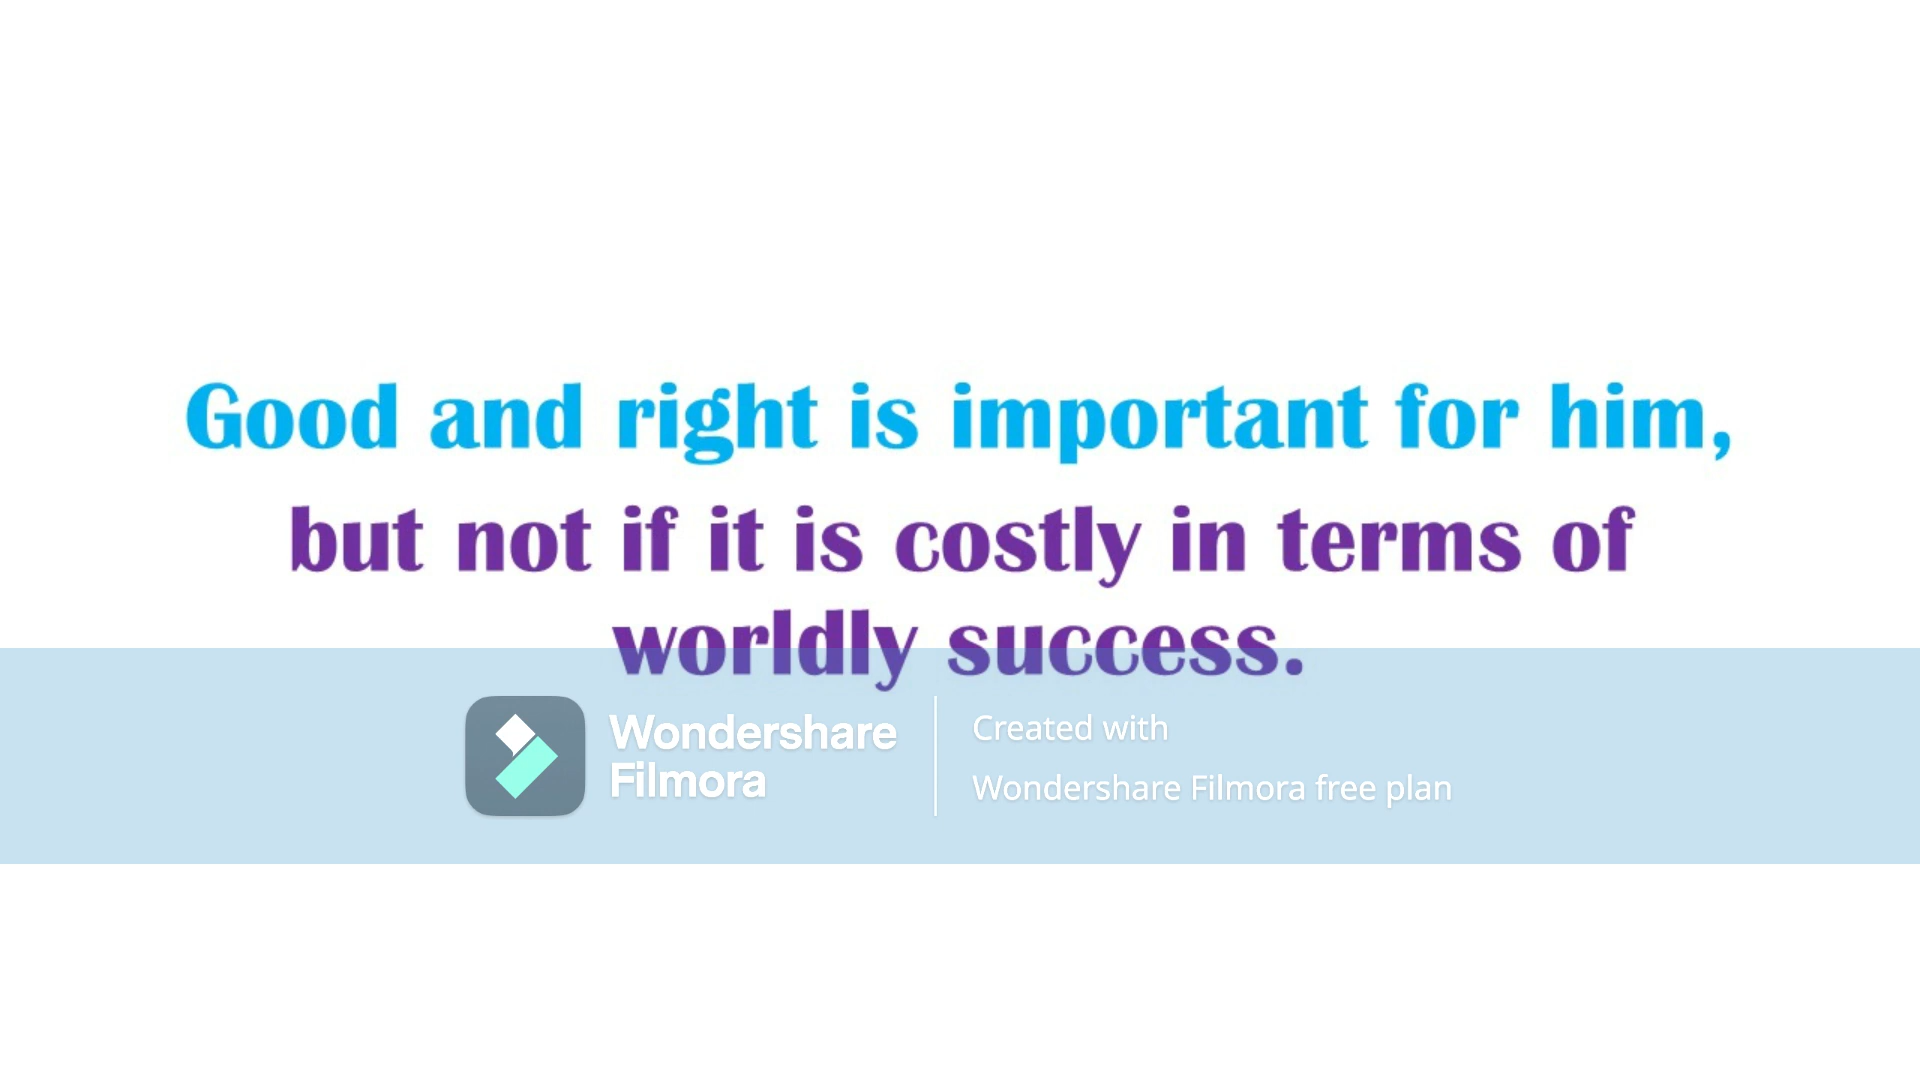 Good and right is important for him,
but not if it is costly in terms of
worldly success.
Wondershare
Filmora
Created with
Wondershare Filmora free plan